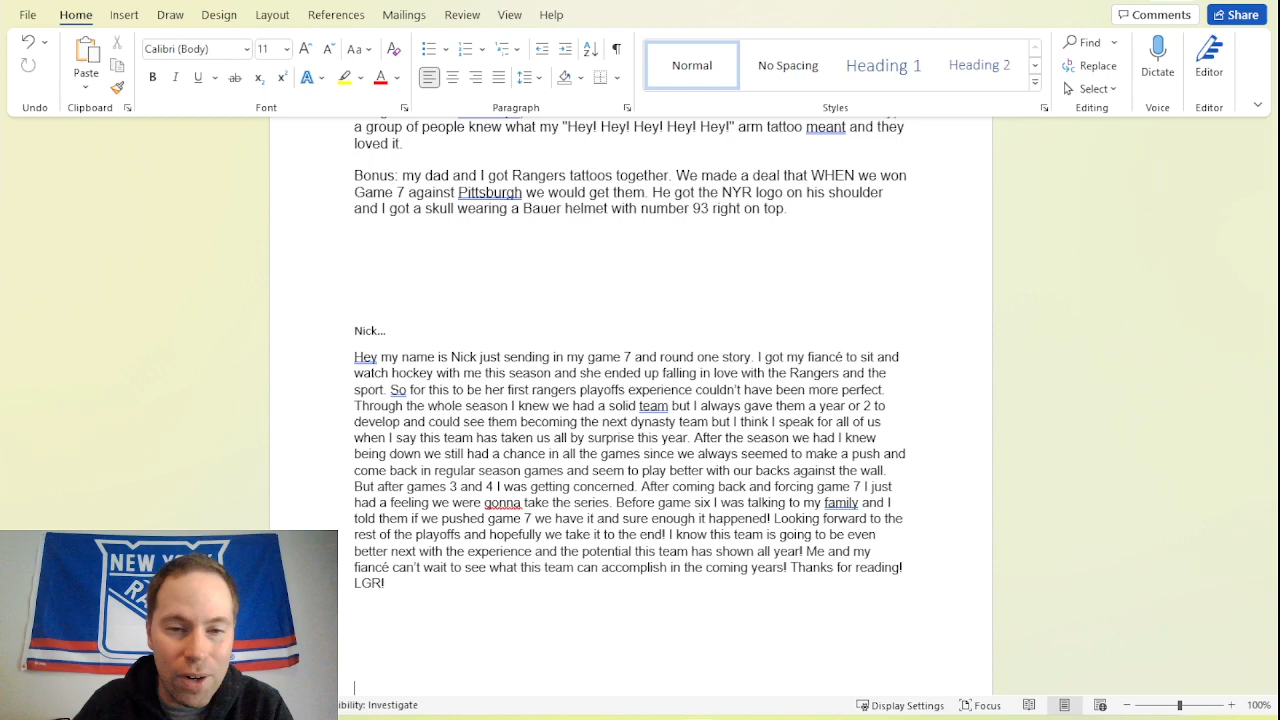 File Home Insert Draw Design Layout References Mailings Review View Help Comments Share
Calibri (Body) 11 Aa Find
Paste Normal No Spacing Heading 1 Heading 2 Replace Dictate Editor
B I U ab x₂ x² A A Select
Undo Clipboard Font Paragraph Styles Editing Voice Editor
a group of people knew what my "Hey! Hey! Hey! Hey! Hey!" arm tattoo meant and they
loved it.
Bonus: my dad and I got Rangers tattoos together. We made a deal that WHEN we won
Game 7 against Pittsburgh we would get them. He got the NYR logo on his shoulder
and I got a skull wearing a Bauer helmet with number 93 right on top.
Nick...
Hey my name is Nick just sending in my game 7 and round one story. I got my fiancé to sit and
watch hockey with me this season and she ended up falling in love with the Rangers and the
sport. So for this to be her first rangers playoffs experience couldn't have been more perfect.
Through the whole season I knew we had a solid team but I always gave them a year or 2 to
develop and could see them becoming the next dynasty team but I think I speak for all of us
when I say this team has taken us all by surprise this year. After the season we had I knew
being down we still had a chance in all the games since we always seemed to make a push and
come back in regular season games and seem to play better with our backs against the wall.
But after games 3 and 4 I was getting concerned. After coming back and forcing game 7 I just
had a feeling we were gonna take the series. Before game six I was talking to my family and I
told them if we pushed game 7 we have it and sure enough it happened! Looking forward to the
rest of the playoffs and hopefully we take it to the end! I know this team is going to be even
better next with the experience and the potential this team has shown all year! Me and my
fiancé can't wait to see what this team can accomplish in the coming years! Thanks for reading!
LGR!
NEW YORK
ibility: Investigate Display Settings Focus 100%